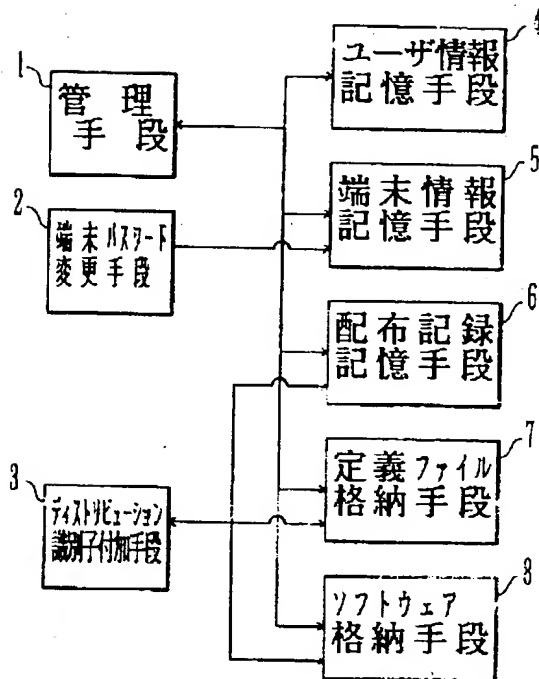 1
管理
手段
2
端末パスワード
変更手段
3
ディストリビューション
識別子付加手段
4
ユーザ情報
記憶手段
5
端末情報
記憶手段
6
配布記録
記憶手段
7
定義ファイル
格納手段
8
ソフトウェア
格納手段